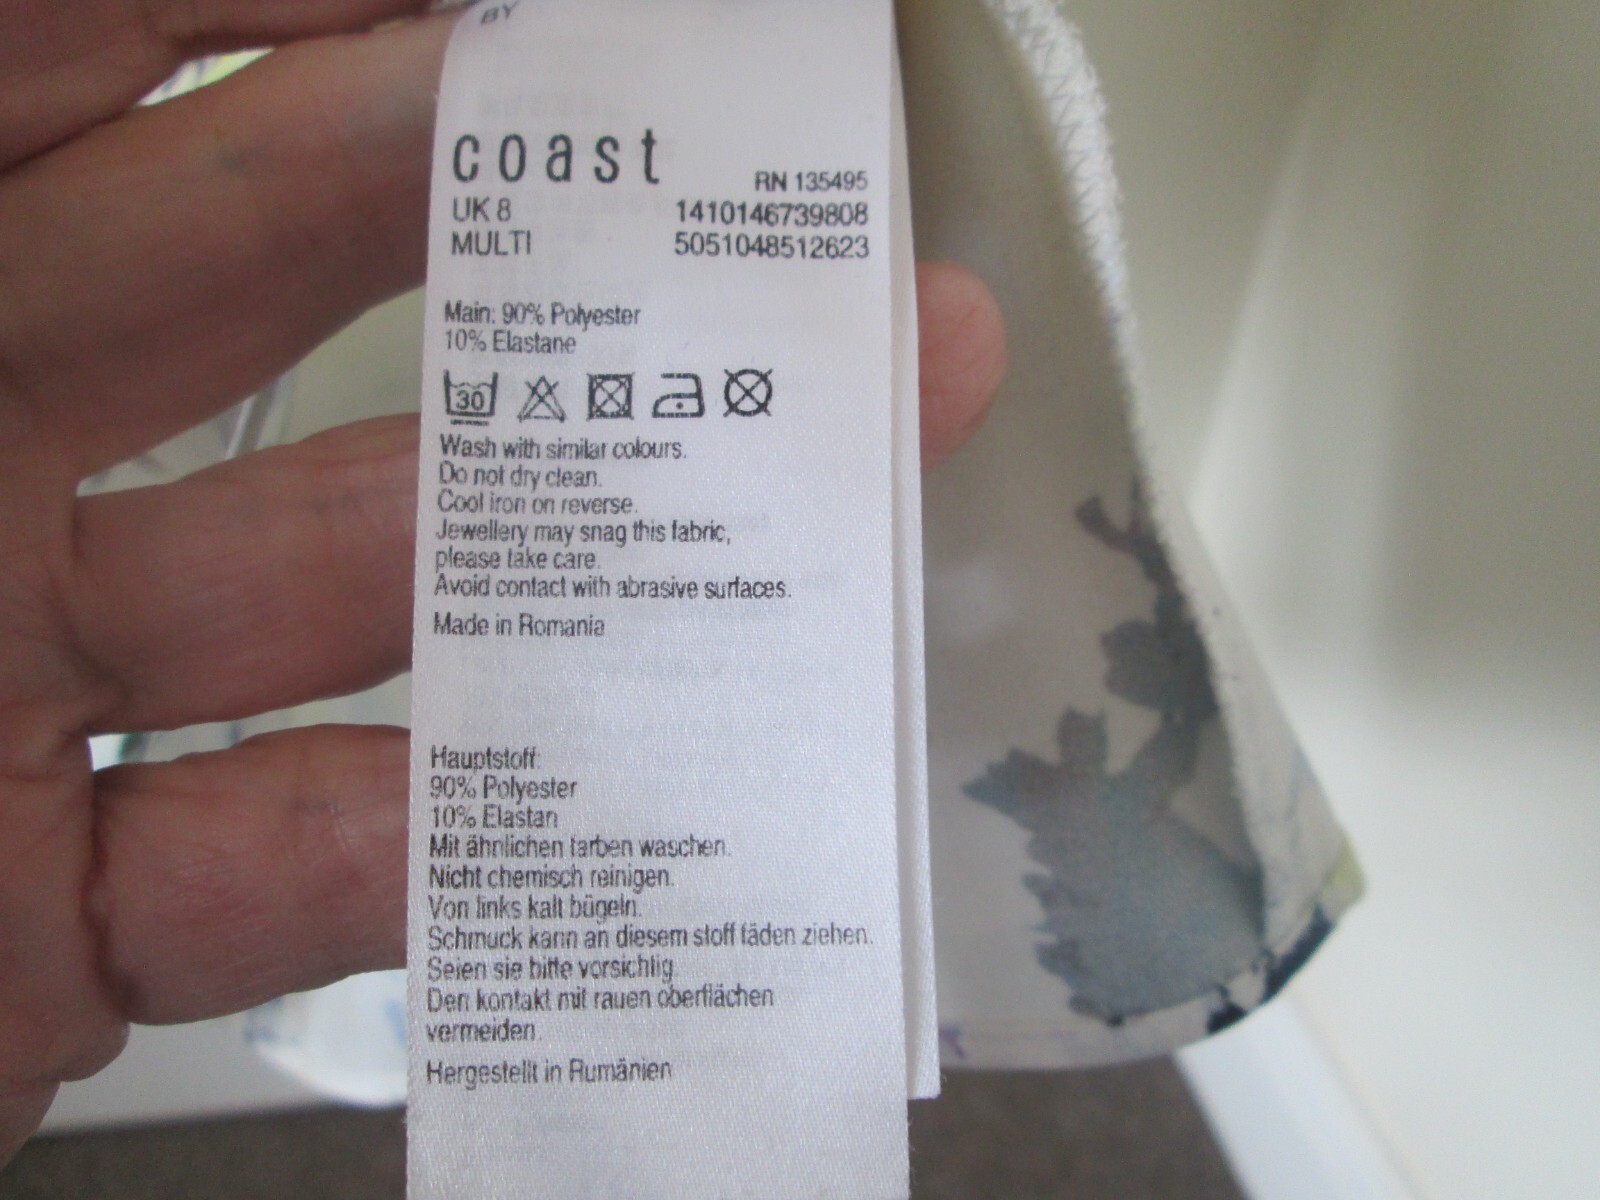 BY
coast
RN 135495
UK 8 1410146739808
MULTI 5051048512623
Main: 90% Polyester
10% Elastane
30
Wash with similar colours.
Do not dry clean.
Cool iron on reverse.
Jewellery may snag this fabric,
please take care.
Avoid contact with abrasive surfaces.
Made in Romania
Hauptstoff:
90% Polyester
10% Elastan
Mit ähnlichen farben waschen.
Nicht chemisch reinigen.
Von links kalt bügeln.
Schmuck kann an diesem stoff fäden ziehen.
Seien sie bitte vorsichtig.
Den kontakt mit rauen oberflächen
vermeiden.
Hergestellt in Rumänien